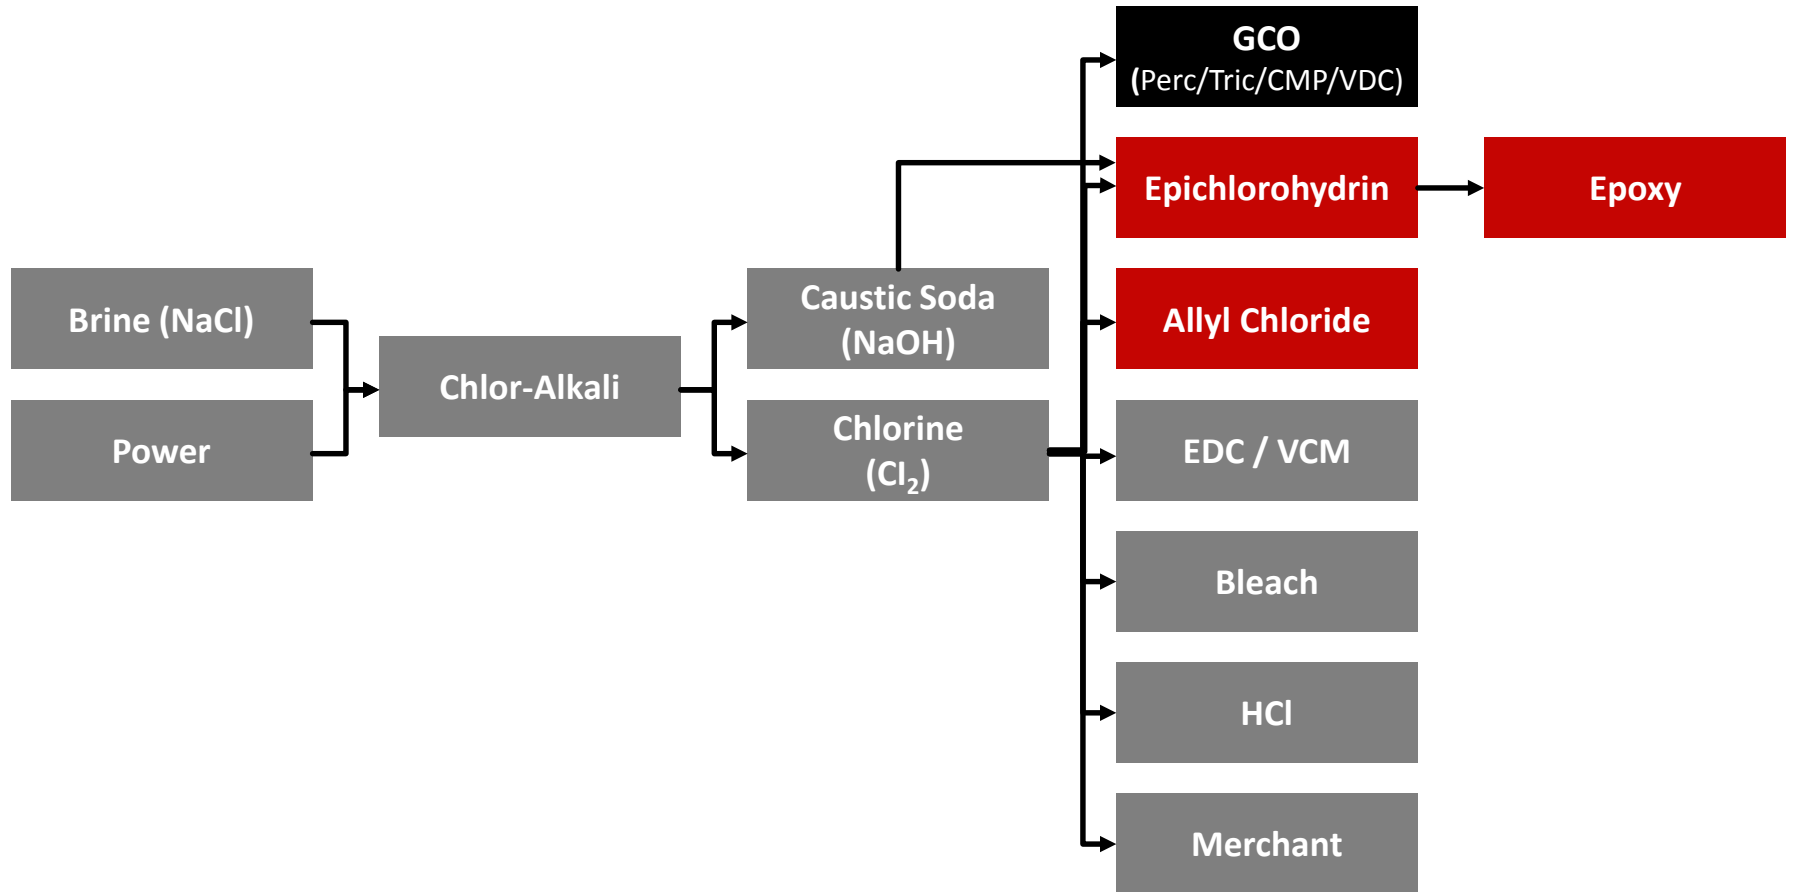 GCO
(Perc/Tric/CMP/VDC)
Epichlorohydrin
Epoxy
Brine (NaCl)
Caustic Soda
(NaOH)
Allyl Chloride
Chlor-Alkali
Power
Chlorine
(Cl₂)
EDC / VCM
Bleach
HCl
Merchant